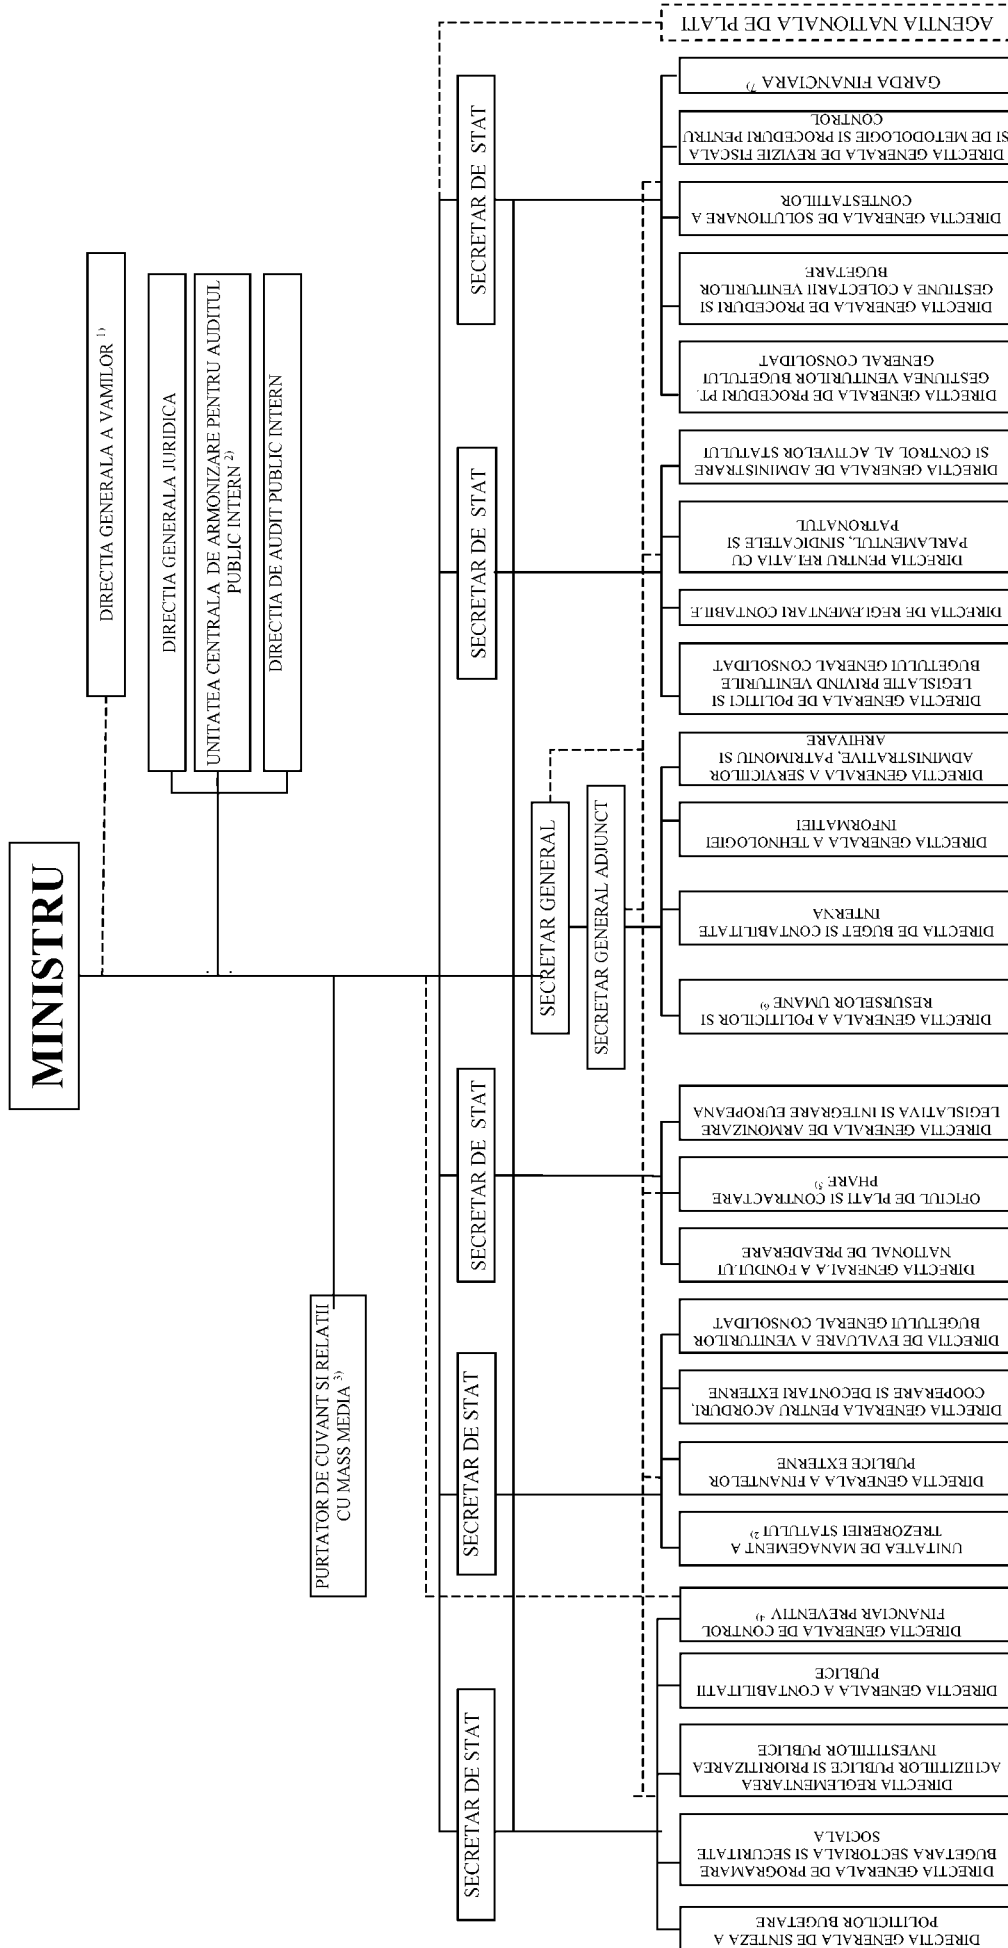 MINISTRU
DIRECTIA GENERALA A VAMILOR 1)
DIRECTIA GENERALA JURIDICA
UNITATEA CENTRALA DE ARMONIZARE PENTRU AUDITUL
PUBLIC INTERN 2)
DIRECTIA DE AUDIT PUBLIC INTERN
PURTATOR DE CUVANT SI RELATII
CU MASS MEDIA 3)
SECRETAR DE STAT
SECRETAR DE STAT
SECRETAR DE STAT
SECRETAR DE STAT
SECRETAR DE STAT
SECRETAR GENERAL
SECRETAR GENERAL ADJUNCT
DIRECTIA GENERALA DE SINTEZA A
POLITICILOR BUGETARE
DIRECTIA GENERALA DE PROGRAMARE
BUGETARA SECTORIALA SI SECURITATE
SOCIALA
DIRECTIA REGLEMENTAREA
ACHIZIITIILOR PUBLICE SI PRIORITIZAREA
INVESTITIILOR PUBLICE
DIRECTIA GENERALA A CONTABILITATII
PUBLICE
DIRECTIA GENERALA DE CONTROL
FINANCIAR PREVENTIV 4)
UNITATEA DE MANAGEMENT A
TREZORERIEI STATULUI 2)
DIRECTIA GENERALA A FINANTELOR
PUBLICE EXTERNE
DIRECTIA GENERALA PENTRU ACORDURI,
COOPERARE SI DECONTARI EXTERNE
DIRECTIA DE EVALUARE A VENITURILOR
BUGETULUI GENERAL CONSOLIDAT
DIRECTIA GENERALA A FONDULUI
NATIONAL DE PREADERARE
OFICIUL DE PLATI SI CONTRACTARE
PHARE 5)
DIRECTIA GENERALA DE ARMONIZARE
LEGISLATIVA SI INTEGRARE EUROPEANA
DIRECTIA GENERALA A POLITICILOR SI
RESURSELOR UMANE 6)
DIRECTIA DE BUGET SI CONTABILITATE
INTERNA
DIRECTIA GENERALA A TEHNOLOGIEI
INFORMATIEI
DIRECTIA GENERALA A SERVICIILOR
ADMINISTRATIVE, PATRIMONIU SI
ARHIVARE
DIRECTIA GENERALA DE POLITICI SI
LEGISLATIE PRIVIND VENITURILE
BUGETULUI GENERAL CONSOLIDAT
DIRECTIA DE REGLEMENTARI CONTABILE
DIRECTIA PENTRU RELATIA CU
PARLAMENTUL, SINDICATELE SI
PATRONATUL
DIRECTIA GENERALA DE ADMINISTRARE
SI CONTROL AL ACTIVELOR STATULUI
DIRECTIA GENERALA DE PROCEDURI PT.
GESTIUNEA VENITURILOR BUGETULUI
GENERAL CONSOLIDAT
DIRECTIA GENERALA DE PROCEDURI SI
GESTIUNE A COLECTARII VENITURILOR
BUGETARE
DIRECTIA GENERALA DE SOLUTIONARE A
CONTESTATIILOR
DIRECTIA GENERALA DE REVIZIE FISCALA
SI DE METODOLOGIE SI PROCEDURI PENTRU
CONTROL
GARDA FINANCIARA 7)
AGENTIA NATIONALA DE PLATI